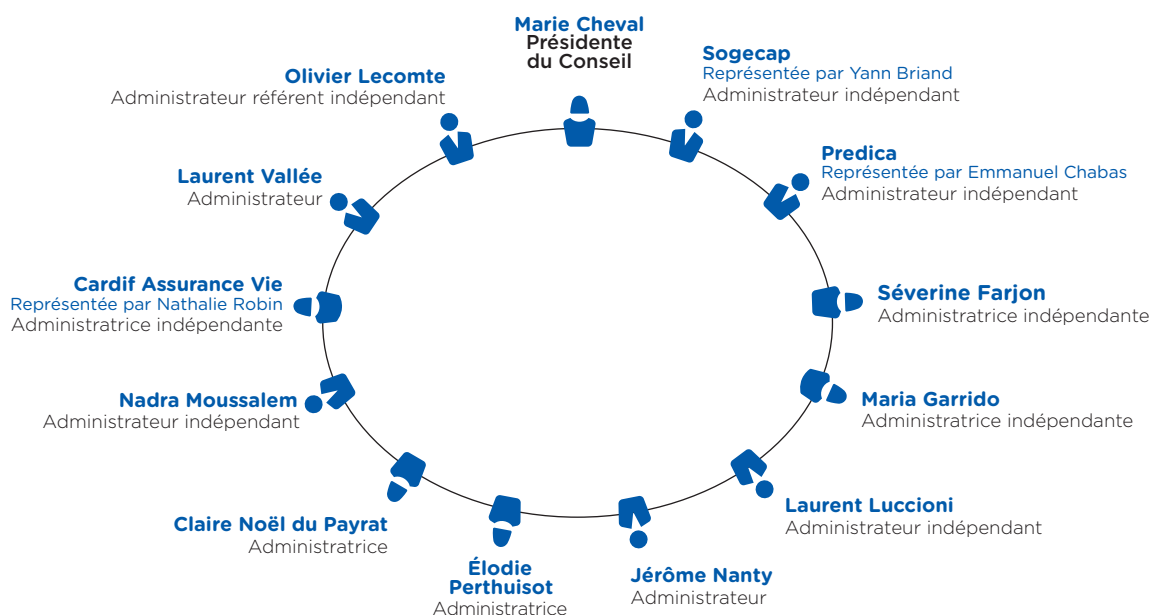 Marie Cheval
Présidente
du Conseil
Sogecap
Représentée par Yann Briand
Administrateur indépendant
Predica
Représentée par Emmanuel Chabas
Administrateur indépendant
Séverine Farjon
Administratrice indépendante
Maria Garrido
Administratrice indépendante
Laurent Luccioni
Administrateur indépendant
Jérôme Nanty
Administrateur
Élodie
Perthuisot
Administratrice
Claire Noël du Payrat
Administratrice
Nadra Moussalem
Administrateur indépendant
Cardif Assurance Vie
Représentée par Nathalie Robin
Administratrice indépendante
Laurent Vallée
Administrateur
Olivier Lecomte
Administrateur référent indépendant